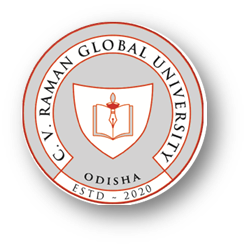 C. V. RAMAN GLOBAL UNIVERSITY
ODISHA
ESTD - 2020